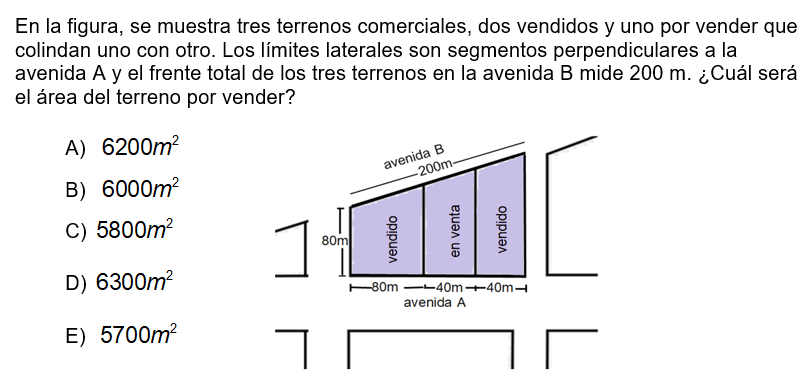 En la figura, se muestra tres terrenos comerciales, dos vendidos y uno por vender que
colindan uno con otro. Los límites laterales son segmentos perpendiculares a la
avenida A y el frente total de los tres terrenos en la avenida B mide 200 m. ¿Cuál será
el área del terreno por vender?
A) 6200m²
B) 6000m²
C) 5800m²
D) 6300m²
E) 5700m²
avenida B
200m
80m
vendido
en venta
vendido
80m
40m
40m
avenida A